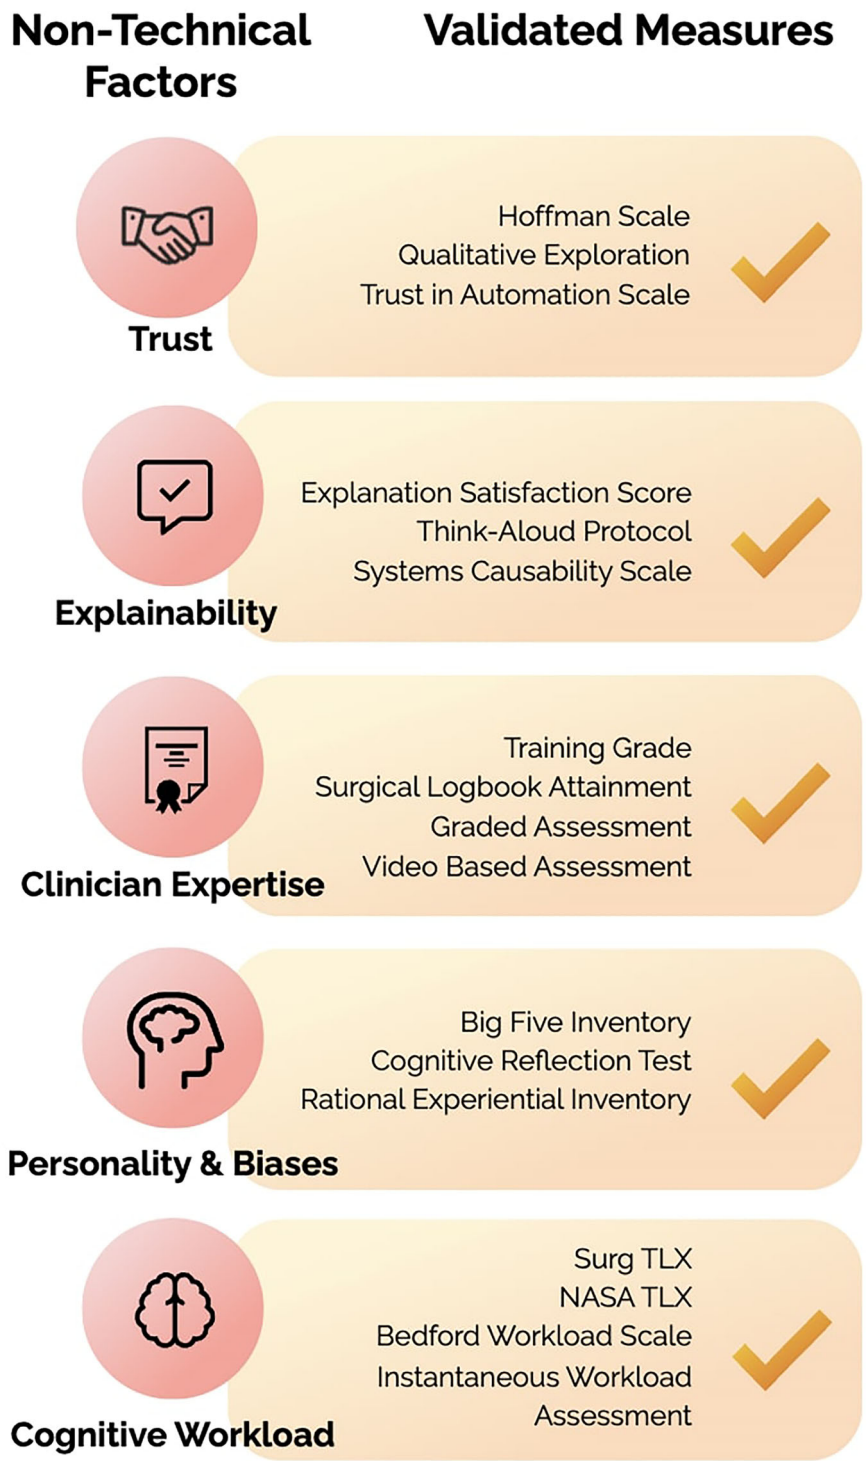 Non-Technical
Factors
Validated Measures
Hoffman Scale
Qualitative Exploration
Trust in Automation Scale
Trust
Explanation Satisfaction Score
Think-Aloud Protocol
Systems Causability Scale
Explainability
Training Grade
Surgical Logbook Attainment
Graded Assessment
Video Based Assessment
Clinician Expertise
Big Five Inventory
Cognitive Reflection Test
Rational Experiential Inventory
Personality & Biases
Surg TLX
NASA TLX
Bedford Workload Scale
Instantaneous Workload
Assessment
Cognitive Workload